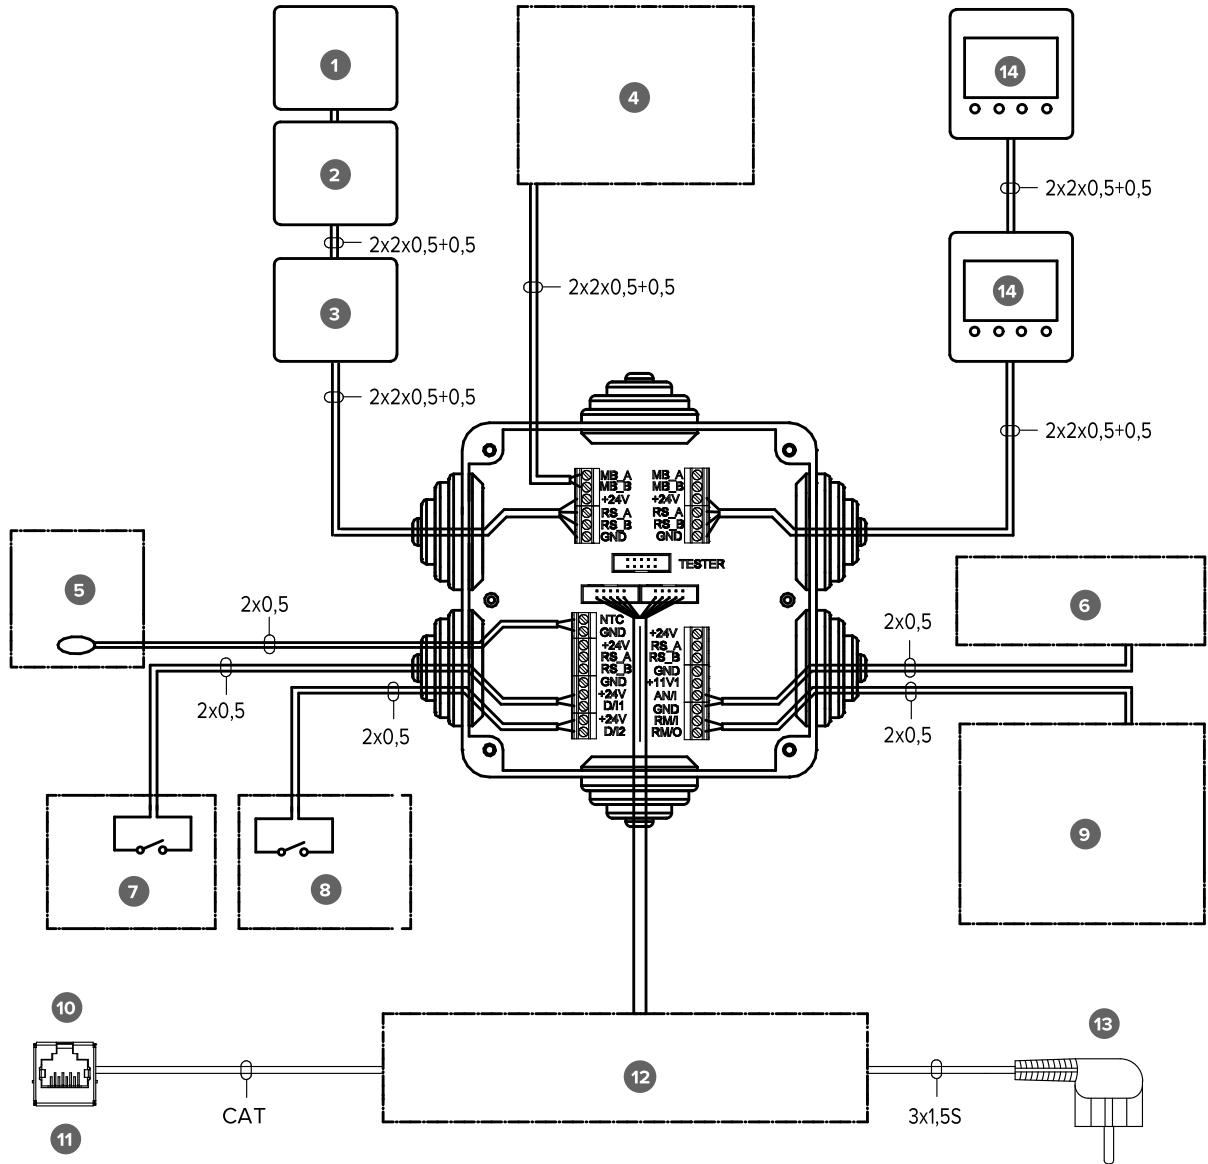 1
4
14
2
2x2x0,5+0,5
2x2x0,5+0,5
2x2x0,5+0,5
14
3
2x2x0,5+0,5
2x2x0,5+0,5
MB_A
MB_B
+24V
RS_A
RS_B
GND
MB_A
MB_B
+24V
RS_A
RS_B
GND
TESTER
5
2x0,5
6
2x0,5
NTC
GND
+24V
RS_A
RS_B
GND
+24V
D/I1
+24V
D/I2
+24V
RS_A
RS_B
GND
+11V1
AN/I
GND
RM/I
RM/O
2x0,5
2x0,5
2x0,5
7
8
9
10
12
13
CAT
3x1,5S
11